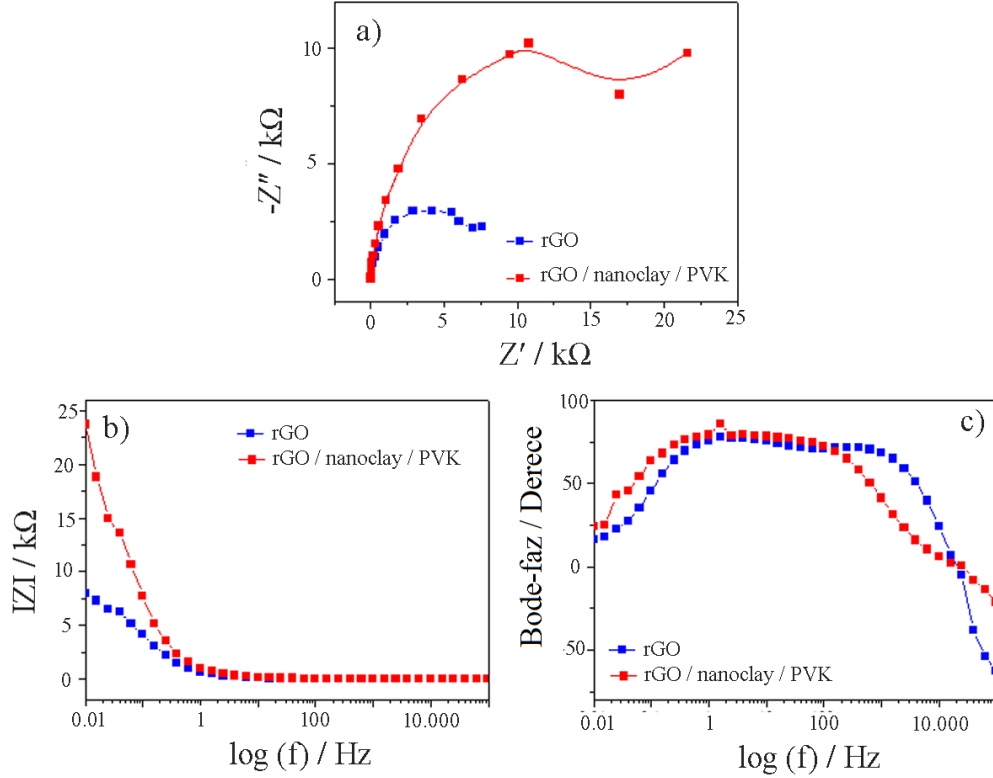 a)
10
5
0
-Z″ / kΩ
rGO
rGO / nanoclay / PVK
0 5 10 15 20 25
Z′ / kΩ
b)
25
20
15
10
5
0
IZI / kΩ
rGO
rGO / nanoclay / PVK
0.01 1 100 10.000
log (f) / Hz
c)
100
50
0
-50
Bode-faz / Derece
rGO
rGO / nanoclay / PVK
0.01 1 100 10.000
log (f) / Hz